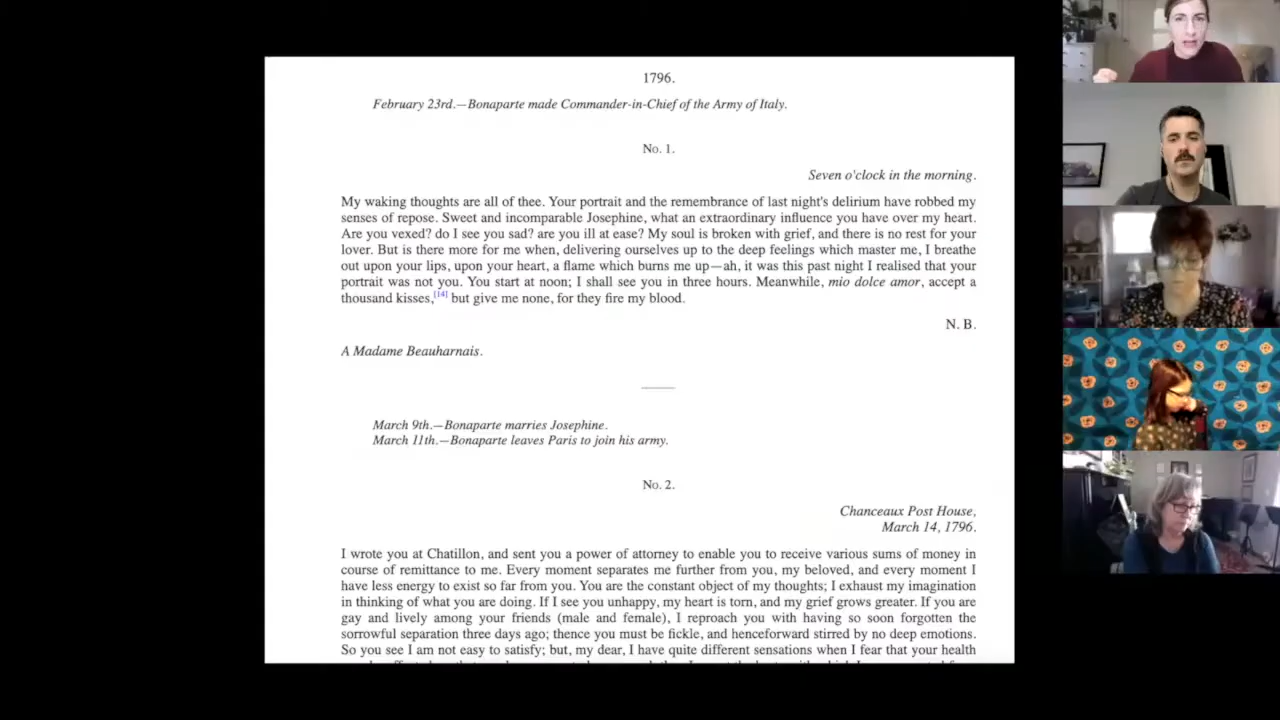 1796.
February 23rd.—Bonaparte made Commander-in-Chief of the Army of Italy.
No. 1.
Seven o'clock in the morning.
My waking thoughts are all of thee. Your portrait and the remembrance of last night's delirium have robbed my
senses of repose. Sweet and incomparable Josephine, what an extraordinary influence you have over my heart.
Are you vexed? do I see you sad? are you ill at ease? My soul is broken with grief, and there is no rest for your
lover. But is there more for me when, delivering ourselves up to the deep feelings which master me, I breathe
out upon your lips, upon your heart, a flame which burns me up—ah, it was this past night I realised that your
portrait was not you. You start at noon; I shall see you in three hours. Meanwhile, mio dolce amor, accept a
thousand kisses,[14] but give me none, for they fire my blood.
N. B.
A Madame Beauharnais.
March 9th.—Bonaparte marries Josephine.
March 11th.—Bonaparte leaves Paris to join his army.
No. 2.
Chanceaux Post House,
March 14, 1796.
I wrote you at Chatillon, and sent you a power of attorney to enable you to receive various sums of money in
course of remittance to me. Every moment separates me further from you, my beloved, and every moment I
have less energy to exist so far from you. You are the constant object of my thoughts; I exhaust my imagination
in thinking of what you are doing. If I see you unhappy, my heart is torn, and my grief grows greater. If you are
gay and lively among your friends (male and female), I reproach you with having so soon forgotten the
sorrowful separation three days ago; thence you must be fickle, and henceforward stirred by no deep emotions.
So you see I am not easy to satisfy; but, my dear, I have quite different sensations when I fear that your health